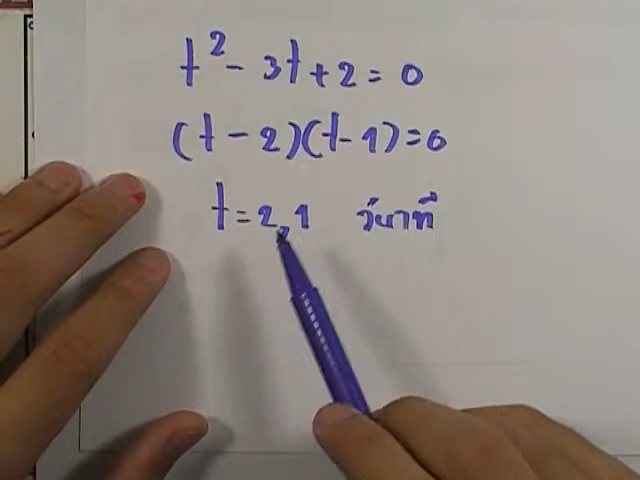 t² - 3t + 2 = 0
(t - 2)(t - 1) = 0
t = 2, 1 วินาที